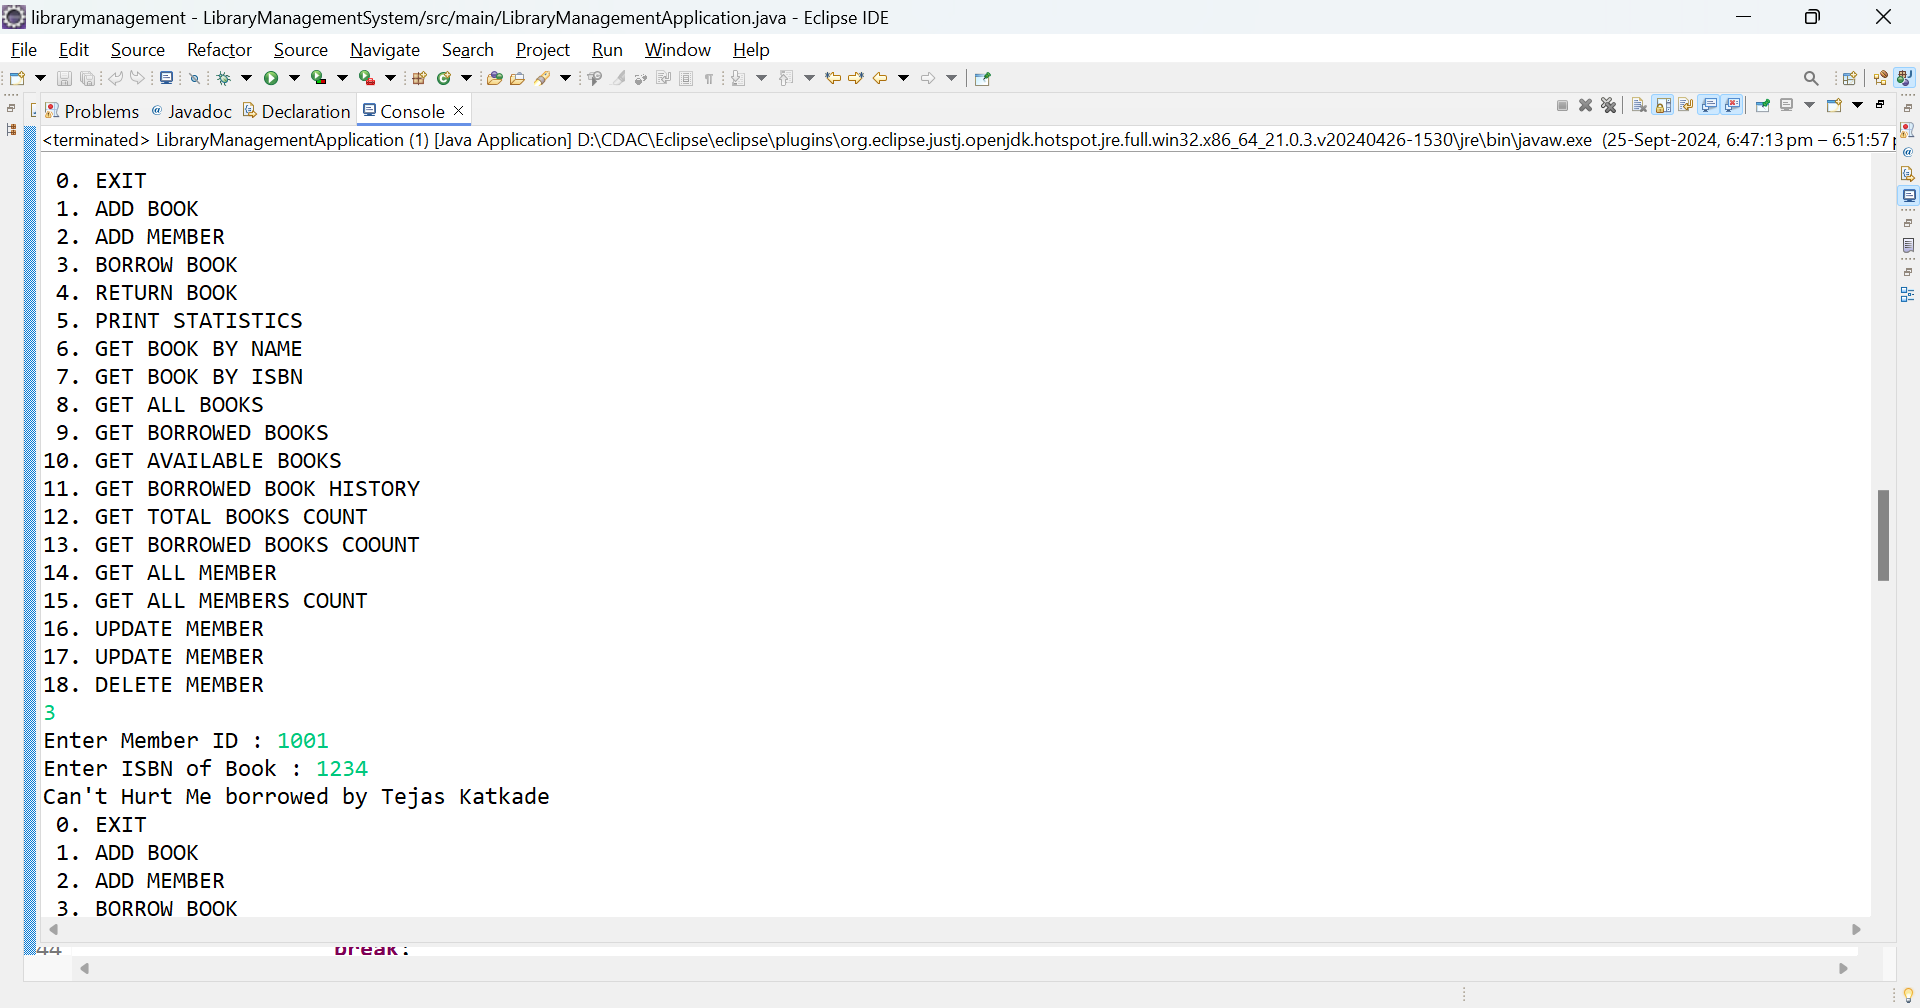 librarymanagement - LibraryManagementSystem/src/main/LibraryManagementApplication.java - Eclipse IDE
File Edit Source Refactor Source Navigate Search Project Run Window Help
Problems Javadoc Declaration Console
<terminated> LibraryManagementApplication (1) [Java Application] D:\CDAC\Eclipse\eclipse\plugins\org.eclipse.justj.openjdk.hotspot.jre.full.win32.x86_64_21.0.3.v20240426-1530\jre\bin\javaw.exe (25-Sept-2024, 6:47:13 pm – 6:51:57
0. EXIT
1. ADD BOOK
2. ADD MEMBER
3. BORROW BOOK
4. RETURN BOOK
5. PRINT STATISTICS
6. GET BOOK BY NAME
7. GET BOOK BY ISBN
8. GET ALL BOOKS
9. GET BORROWED BOOKS
10. GET AVAILABLE BOOKS
11. GET BORROWED BOOK HISTORY
12. GET TOTAL BOOKS COUNT
13. GET BORROWED BOOKS COOUNT
14. GET ALL MEMBER
15. GET ALL MEMBERS COUNT
16. UPDATE MEMBER
17. UPDATE MEMBER
18. DELETE MEMBER
3
Enter Member ID : 1001
Enter ISBN of Book : 1234
Can't Hurt Me borrowed by Tejas Katkade
0. EXIT
1. ADD BOOK
2. ADD MEMBER
3. BORROW BOOK
44 break;